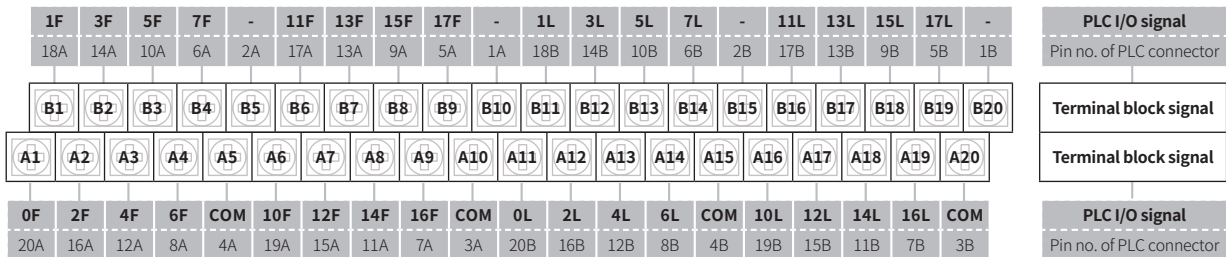 1F 3F 5F 7F - 11F 13F 15F 17F - 1L 3L 5L 7L - 11L 13L 15L 17L - PLC I/O signal
18A 14A 10A 6A 2A 17A 13A 9A 5A 1A 18B 14B 10B 6B 2B 17B 13B 9B 5B 1B Pin no. of PLC connector
B1 B2 B3 B4 B5 B6 B7 B8 B9 B10 B11 B12 B13 B14 B15 B16 B17 B18 B19 B20 Terminal block signal
A1 A2 A3 A4 A5 A6 A7 A8 A9 A10 A11 A12 A13 A14 A15 A16 A17 A18 A19 A20 Terminal block signal
0F 2F 4F 6F COM 10F 12F 14F 16F COM 0L 2L 4L 6L COM 10L 12L 14L 16L COM PLC I/O signal
20A 16A 12A 8A 4A 19A 15A 11A 7A 3A 20B 16B 12B 8B 4B 19B 15B 11B 7B 3B Pin no. of PLC connector